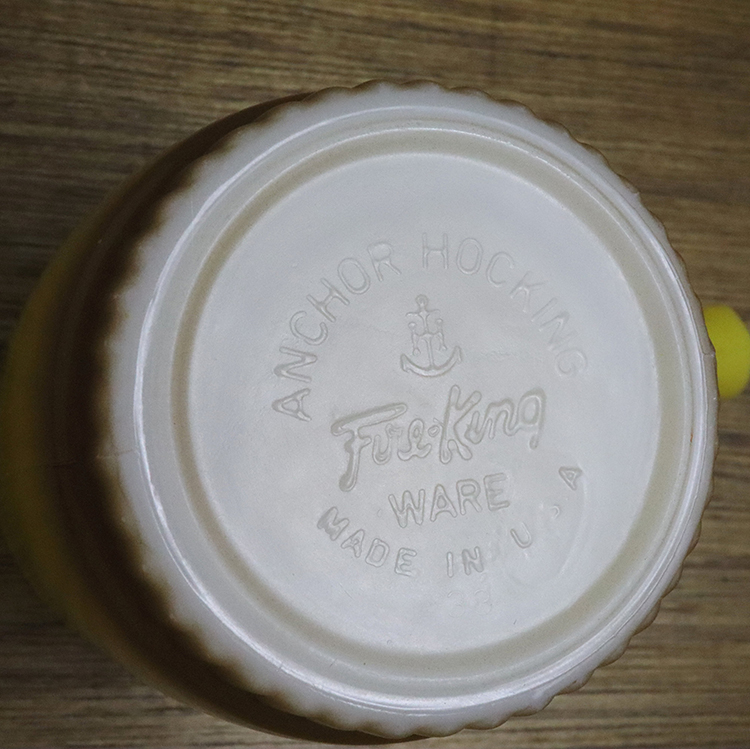 ANCHOR HOCKING
Fire-King
WARE
MADE IN U.S.A